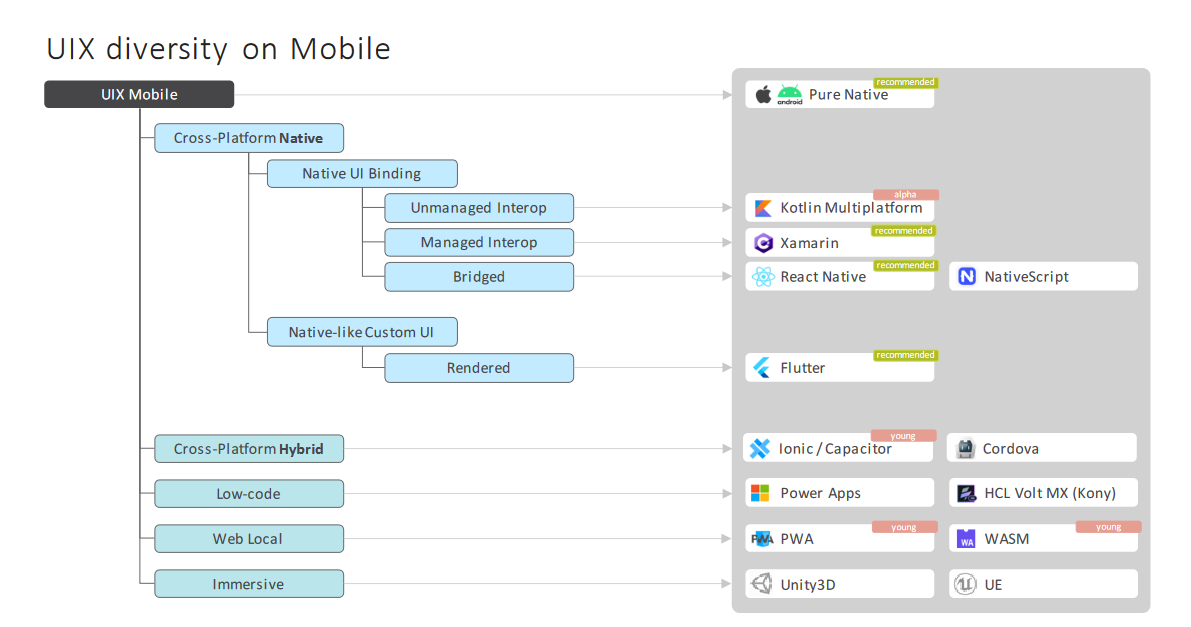 UIX diversity on Mobile
UIX Mobile
recommended
android
Pure Native
Cross-Platform Native
Native UI Binding
Unmanaged Interop
alpha
Kotlin Multiplatform
Managed Interop
recommended
Xamarin
Bridged
recommended
React Native
N
NativeScript
Native-like Custom UI
Rendered
recommended
Flutter
Cross-Platform Hybrid
young
Ionic / Capacitor
Cordova
Low-code
Power Apps
HCL Volt MX (Kony)
Web Local
young
PWA
PWA
young
WA
WASM
Immersive
Unity3D
UE